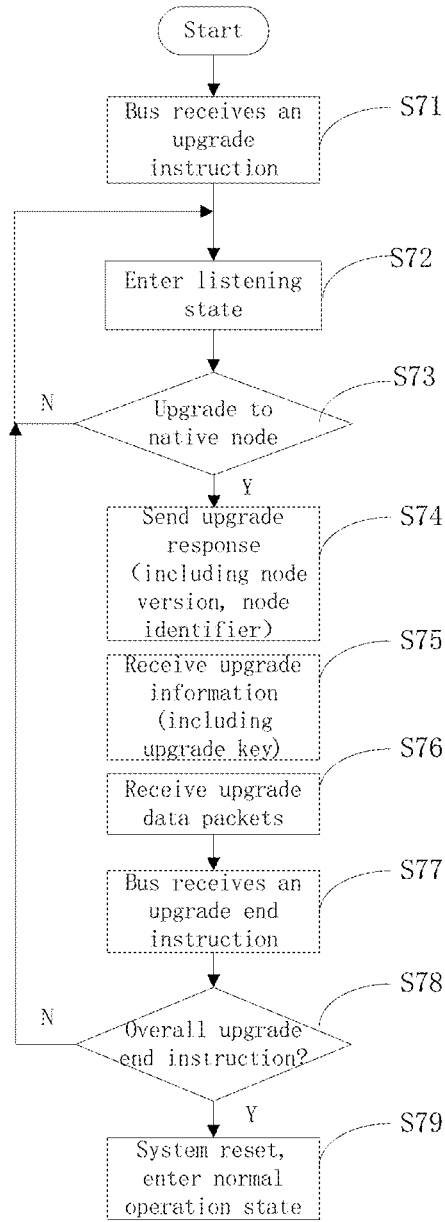 Start
Bus receives an
upgrade
instruction
S71
Enter listening
state
S72
Upgrade to
native node
S73
N
Y
Send upgrade
response
(including node
version, node
identifier)
S74
Receive upgrade
information
(including
upgrade key)
S75
Receive upgrade
data packets
S76
Bus receives an
upgrade end
instruction
S77
Overall upgrade
end instruction?
S78
N
Y
System reset,
enter normal
operation state
S79